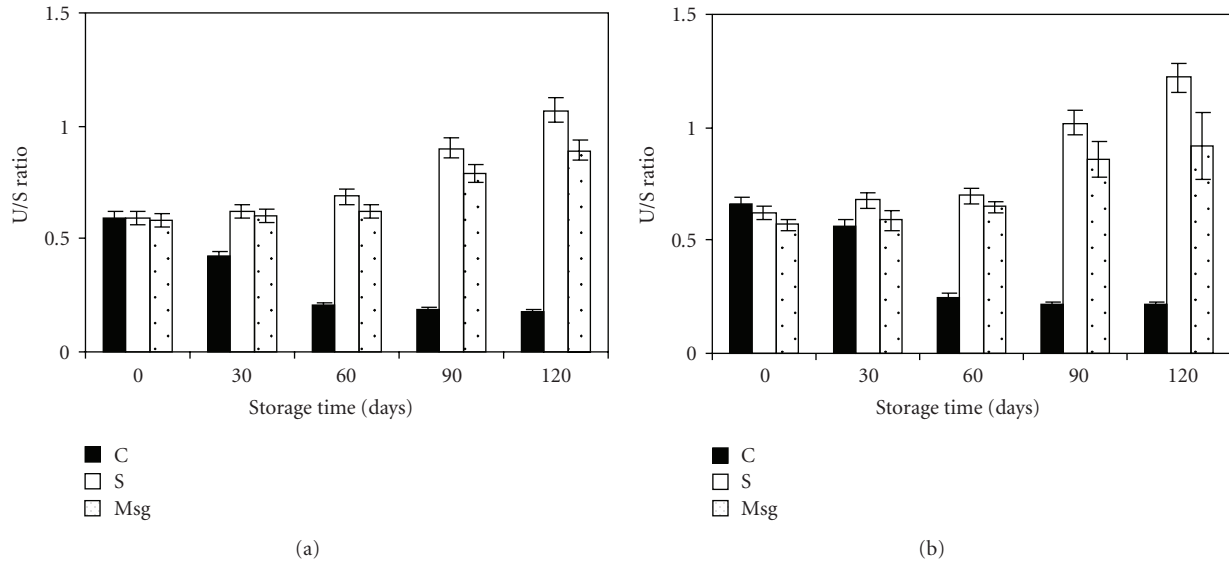 1.5
1
0.5
0
U/S ratio
0 30 60 90 120
Storage time (days)
C
S
Msg
(a)
1.5
1
0.5
0
U/S ratio
0 30 60 90 120
Storage time (days)
C
S
Msg
(b)